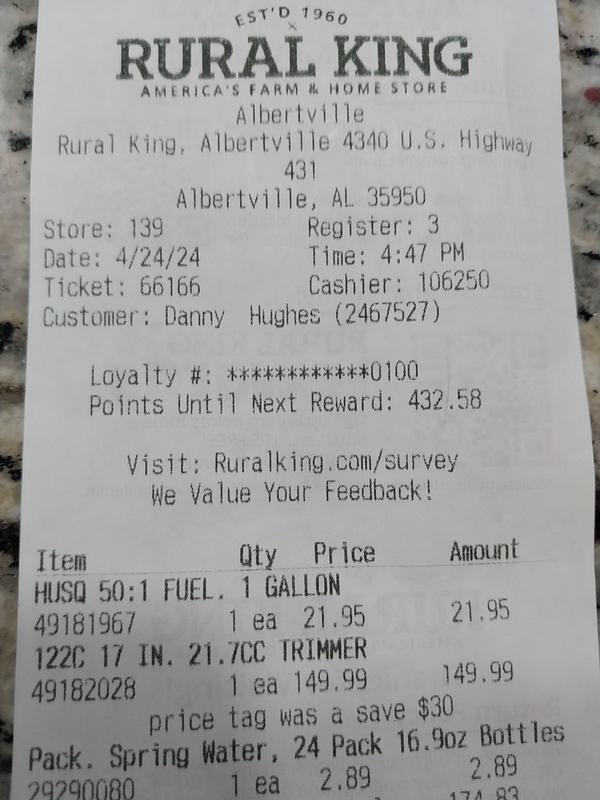 EST'D 1960
RURAL KING
AMERICA'S FARM & HOME STORE
Albertville
Rural King, Albertville 4340 U.S. Highway
431
Albertville, AL 35950
Store: 139 Register: 3
Date: 4/24/24 Time: 4:47 PM
Ticket: 66166 Cashier: 106250
Customer: Danny Hughes (2467527)
Loyalty #: ************0100
Points Until Next Reward: 432.58
Visit: Ruralking.com/survey
We Value Your Feedback!
Item Qty Price Amount
HUSQ 50:1 FUEL. 1 GALLON
49181967 1 ea 21.95 21.95
122C 17 IN. 21.7CC TRIMMER
49182028 1 ea 149.99 149.99
price tag was a save $30
Pack. Spring Water, 24 Pack 16.9oz Bottles
29290080 1 ea 2.89 2.89
174.83